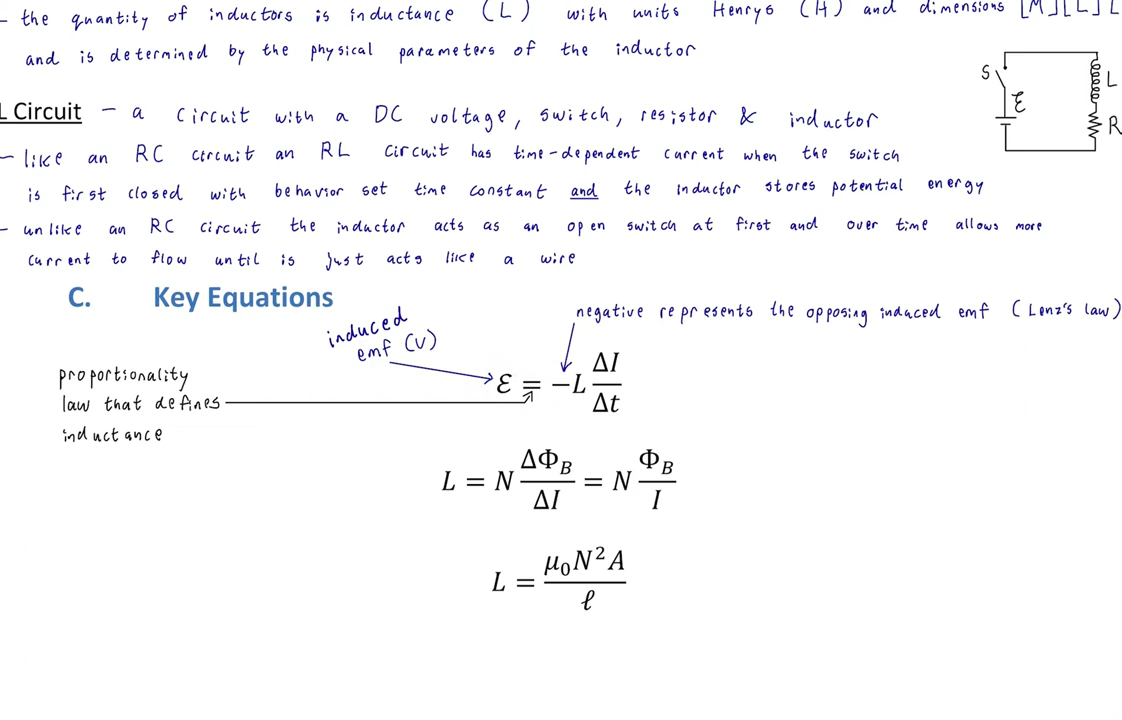 - the quantity of inductors is inductance (L) with units Henrys (H) and dimensions [M][L]
and is determined by the physical parameters of the inductor
S
ℰ
L
R
L Circuit - a circuit with a DC voltage, switch, resistor & inductor
- like an RC circuit an RL circuit has time-dependent current when the switch
is first closed with behavior set time constant and the inductor stores potential energy
- unlike an RC circuit the inductor acts as an open switch at first and over time allows more
current to flow until is just acts like a wire
C. Key Equations
negative represents the opposing induced emf (Lenz's law)
induced
emf (V)
ℰ = -L ΔI/Δt
proportionality
law that defines
inductance
L = N ΔΦ_B/ΔI = N Φ_B/I
L = μ₀N²A/ℓ